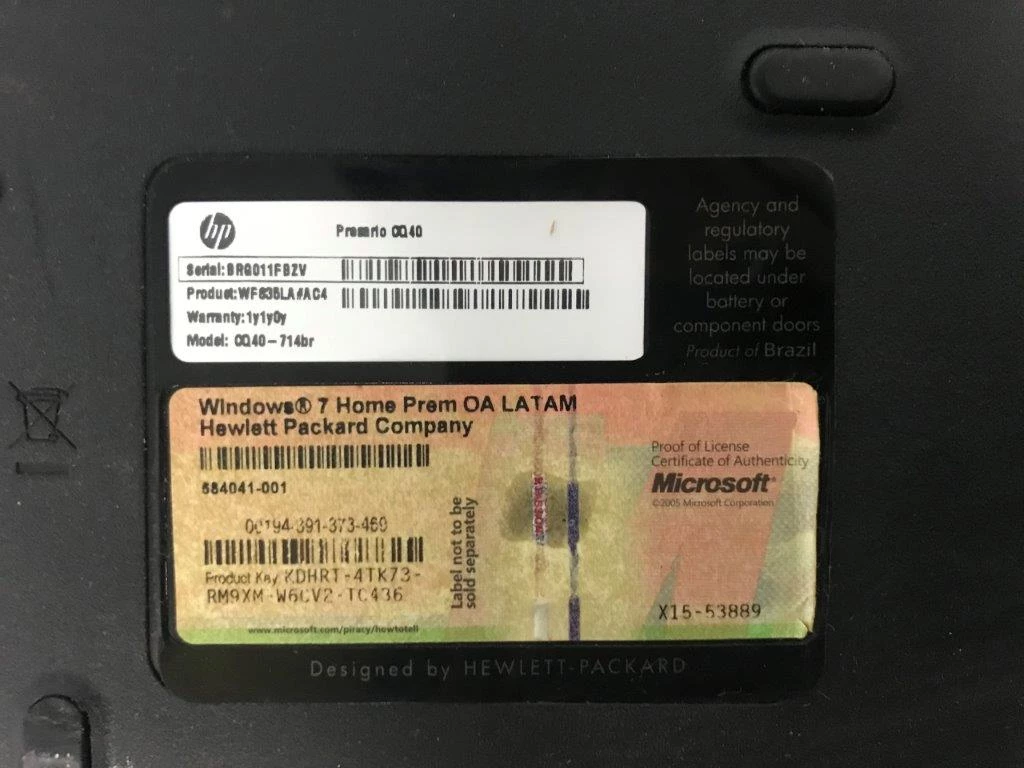 hp
Presario CQ40
Serial: BRG011FBZV
Product: WF635LA#AC4
Warranty: 1y1y0y
Model: CQ40-714br
Agency and
regulatory
labels may be
located under
battery or
component doors
Product of Brazil
Windows® 7 Home Prem OA LATAM
Hewlett Packard Company
584041-001
00194-391-373-469
Product Key KDHRT-4TK73-
RM9XM-W6CV2-TC436
www.microsoft.com/piracy/howtotell
Label not to be
sold separately
Proof of License
Certificate of Authenticity
Microsoft®
©2005 Microsoft Corporation
X15-53889
Designed by HEWLETT-PACKARD